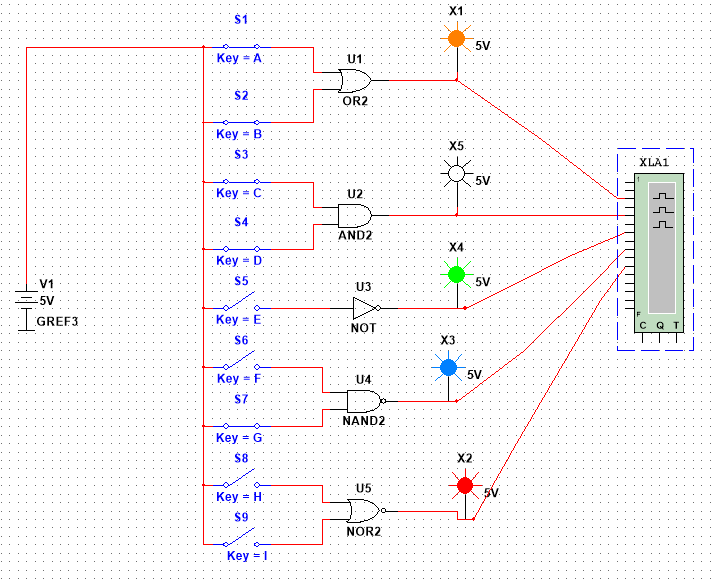 S1
Key = A
X1
5V
U1
OR2
S2
Key = B
S3
Key = C
X5
5V
XLA1
1
F
C Q T
U2
AND2
S4
Key = D
X4
5V
S5
Key = E
U3
NOT
V1
5V
GREF3
S6
Key = F
X3
5V
U4
NAND2
S7
Key = G
S8
Key = H
X2
5V
U5
NOR2
S9
Key = I